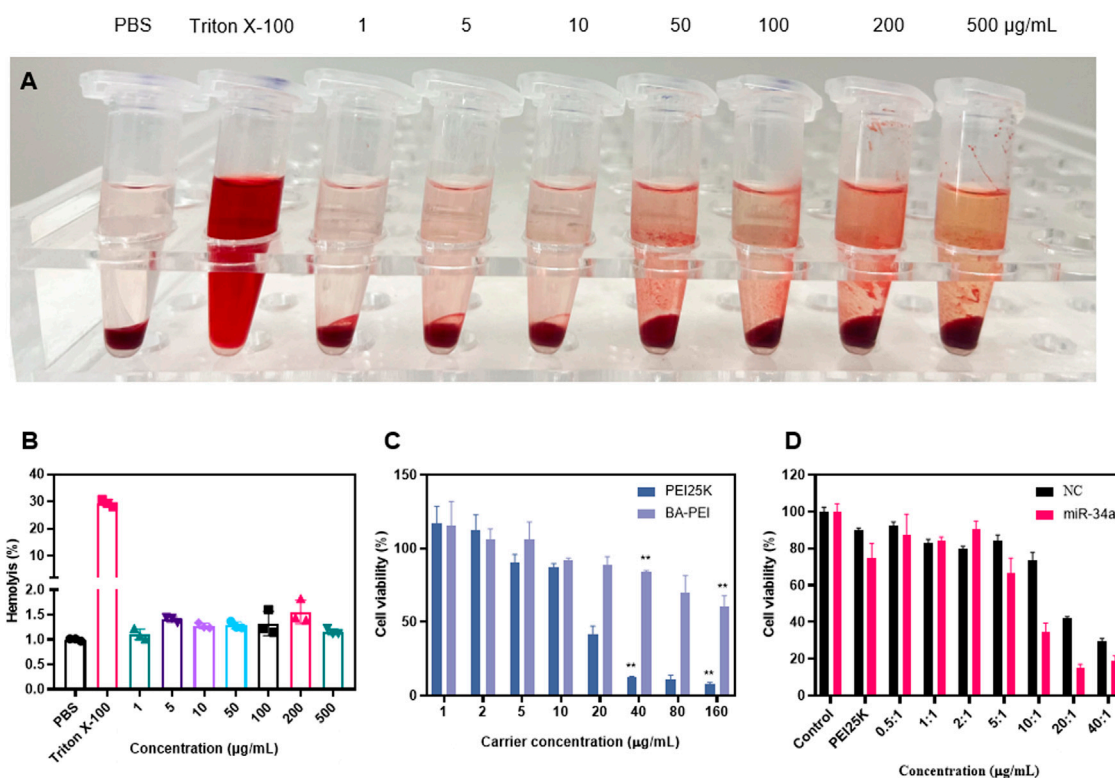 PBS Triton X-100 1 5 10 50 100 200 500 µg/mL
A
B
Hemolyis (%)
40
30
20
10
2.0
1.5
1.0
0.5
0.0
PBS Triton X-100 1 5 10 50 100 200 500
Concentration (µg/mL)
C
Cell viability (%)
150
100
50
0
PEI25K
BA-PEI
** ** ** **
1 2 5 10 20 40 80 160
Carrier concentration (µg/mL)
D
Cell viability (%)
120
100
80
60
40
20
0
NC
miR-34a
Control PEI25K 0.5:1 1:1 2:1 5:1 10:1 20:1 40:1
Concentration (µg/mL)